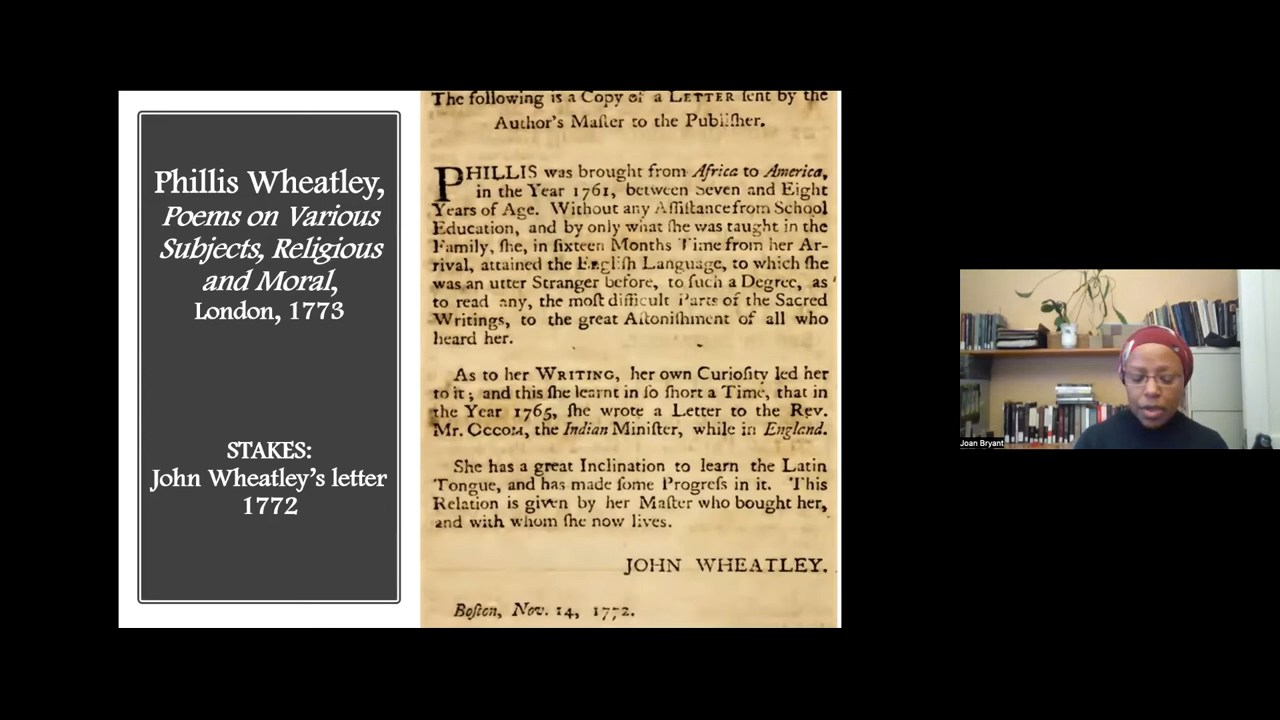 Phillis Wheatley,
Poems on Various
Subjects, Religious
and Moral,
London, 1773
STAKES:
John Wheatley's letter
1772
The following is a Copy of a LETTER ſent by the
Author's Maſter to the Publiſher.
PHILLIS was brought from Africa to America,
in the Year 1761, between Seven and Eight
Years of Age. Without any Aſſiſtance from School
Education, and by only what ſhe was taught in the
Family, ſhe, in ſixteen Months Time from her Ar-
rival, attained the Engliſh Language, to which ſhe
was an utter Stranger before, to ſuch a Degree, as
to read any, the moſt difficult Parts of the Sacred
Writings, to the great Aſtoniſhment of all who
heard her.
As to her WRITING, her own Curioſity led her
to it; and this ſhe learnt in ſo ſhort a Time, that in
the Year 1765, ſhe wrote a Letter to the Rev.
Mr. OCCOM, the Indian Miniſter, while in England.
She has a great Inclination to learn the Latin
Tongue, and has made ſome Progreſs in it. This
Relation is given by her Maſter who bought her,
and with whom ſhe now lives.
JOHN WHEATLEY.
Boſton, Nov. 14, 1772.
Joan Bryant